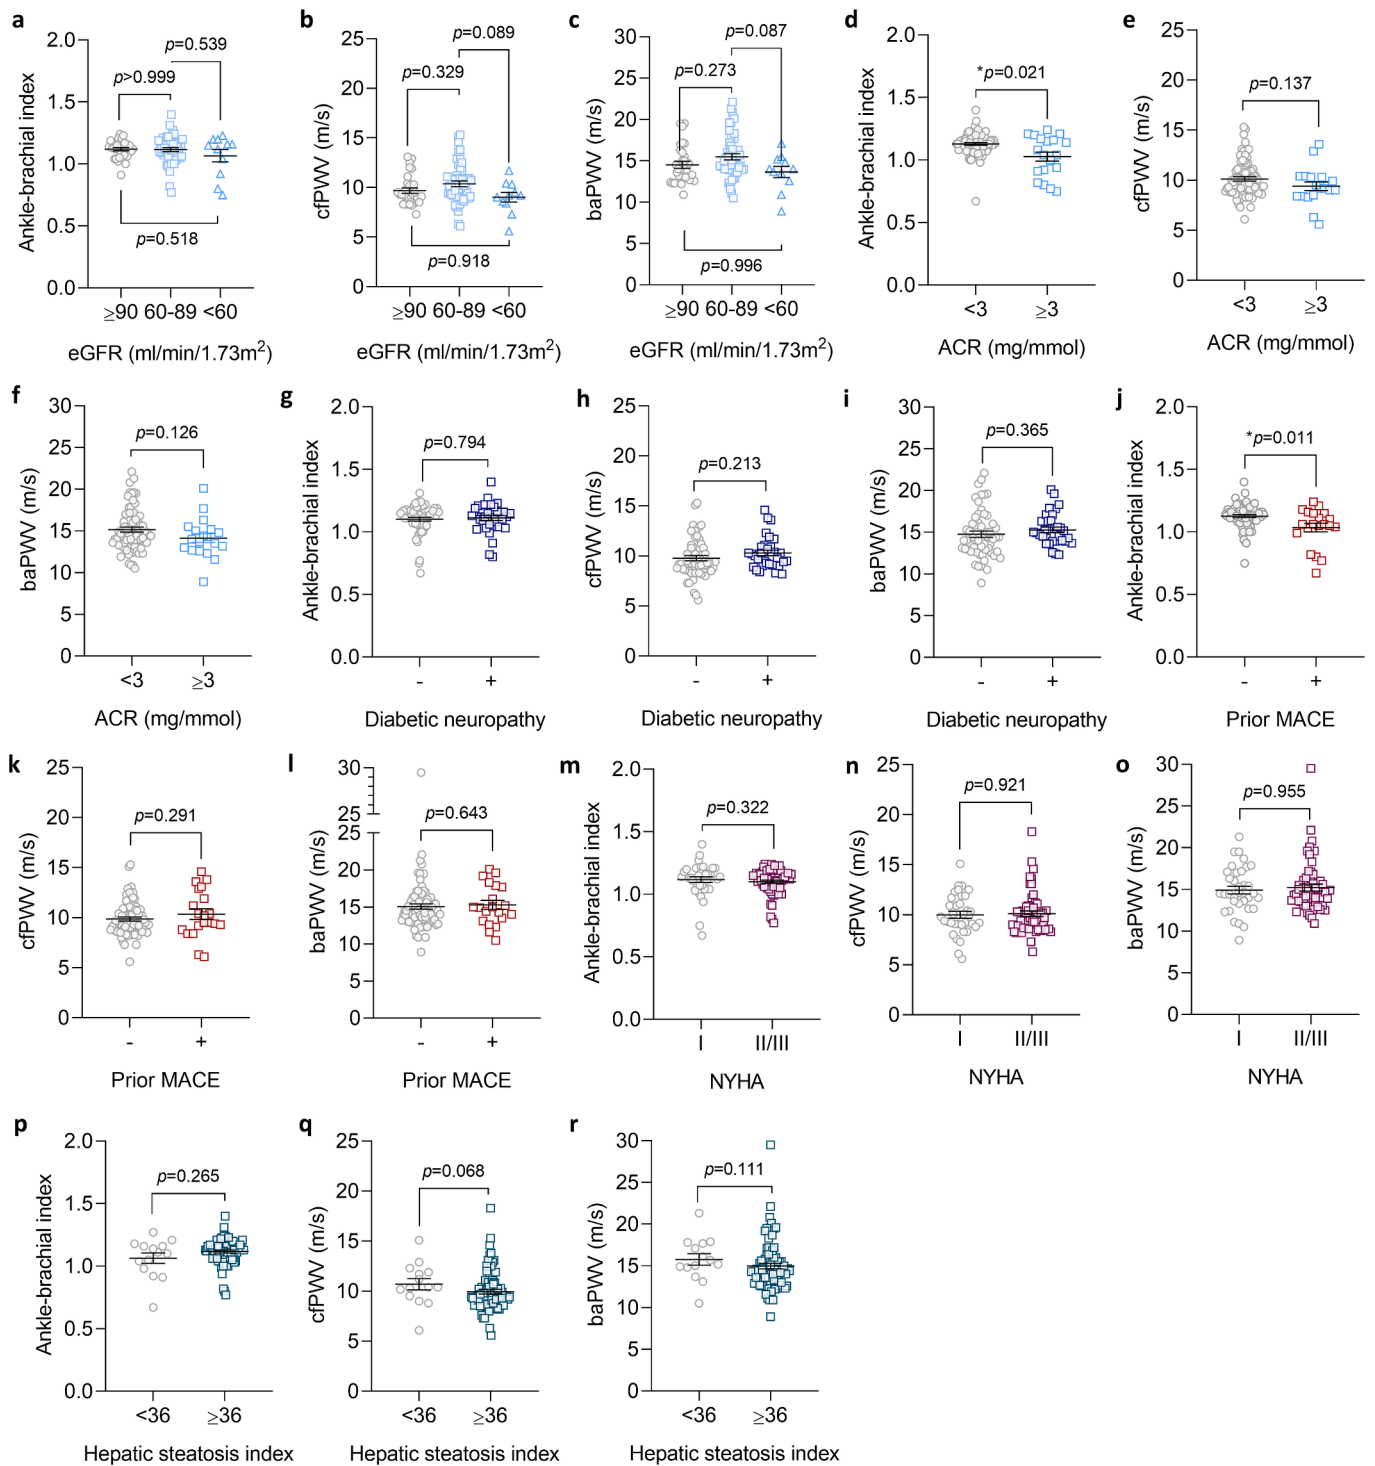 a
2.0
1.5
1.0
0.5
0.0
Ankle-brachial index
p=0.539
p>0.999
p=0.518
≥90 60-89 <60
eGFR (ml/min/1.73m²)
b
25
20
15
10
5
0
cfPWV (m/s)
p=0.089
p=0.329
p=0.918
≥90 60-89 <60
eGFR (ml/min/1.73m²)
c
30
25
20
15
10
5
0
baPWV (m/s)
p=0.087
p=0.273
p=0.996
≥90 60-89 <60
eGFR (ml/min/1.73m²)
d
2.0
1.5
1.0
0.5
0.0
Ankle-brachial index
*p=0.021
<3 ≥3
ACR (mg/mmol)
e
25
20
15
10
5
0
cfPWV (m/s)
p=0.137
<3 ≥3
ACR (mg/mmol)
f
30
25
20
15
10
5
0
baPWV (m/s)
p=0.126
<3 ≥3
ACR (mg/mmol)
g
2.0
1.5
1.0
0.5
0.0
Ankle-brachial index
p=0.794
- +
Diabetic neuropathy
h
25
20
15
10
5
0
cfPWV (m/s)
p=0.213
- +
Diabetic neuropathy
i
30
25
20
15
10
5
0
baPWV (m/s)
p=0.365
- +
Diabetic neuropathy
j
2.0
1.5
1.0
0.5
0.0
Ankle-brachial index
*p=0.011
- +
Prior MACE
k
25
20
15
10
5
0
cfPWV (m/s)
p=0.291
- +
Prior MACE
l
30
25
25
20
15
10
5
0
baPWV (m/s)
p=0.643
- +
Prior MACE
m
2.0
1.5
1.0
0.5
0.0
Ankle-brachial index
p=0.322
I II/III
NYHA
n
25
20
15
10
5
0
cfPWV (m/s)
p=0.921
I II/III
NYHA
o
30
25
20
15
10
5
0
baPWV (m/s)
p=0.955
I II/III
NYHA
p
2.0
1.5
1.0
0.5
0.0
Ankle-brachial index
p=0.265
<36 ≥36
Hepatic steatosis index
q
25
20
15
10
5
0
cfPWV (m/s)
p=0.068
<36 ≥36
Hepatic steatosis index
r
30
25
20
15
10
5
0
baPWV (m/s)
p=0.111
<36 ≥36
Hepatic steatosis index